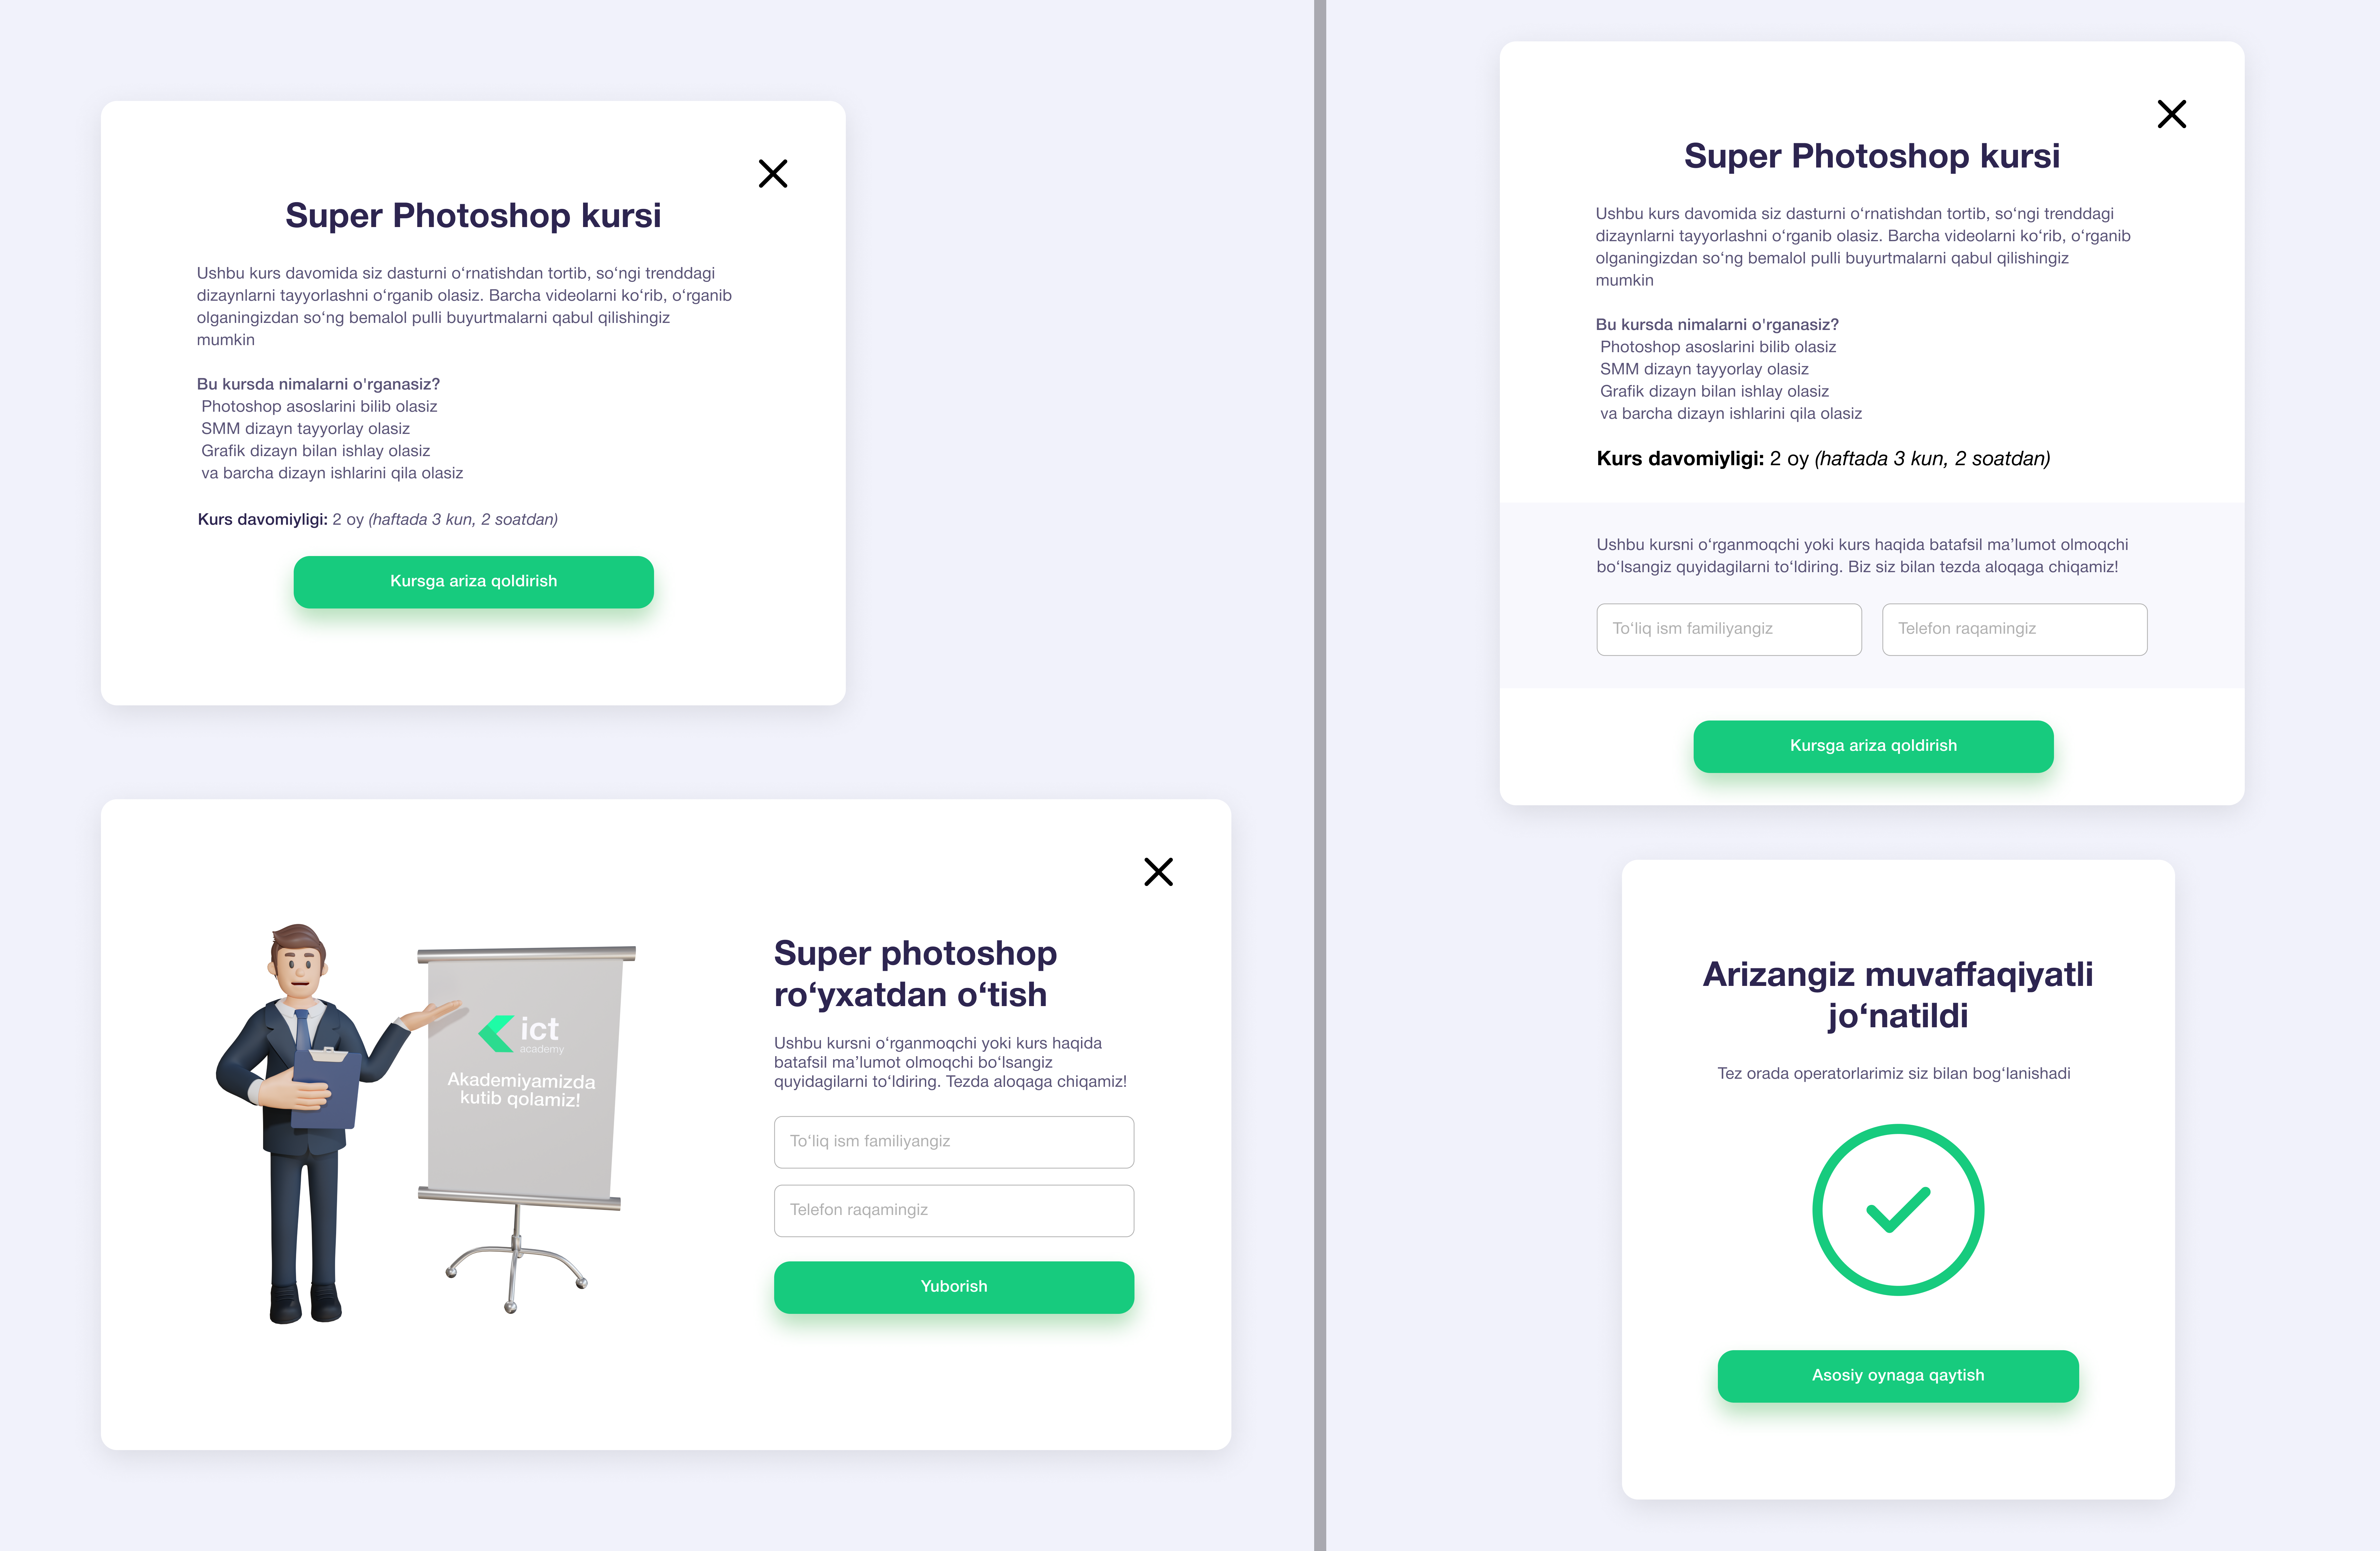 Super Photoshop kursi
Ushbu kurs davomida siz dasturni o‘rnatishdan tortib, so‘ngi trenddagi
dizaynlarni tayyorlashni o‘rganib olasiz. Barcha videolarni ko‘rib, o‘rganib
olganingizdan so‘ng bemalol pulli buyurtmalarni qabul qilishingiz
mumkin
Bu kursda nimalarni o'rganasiz?
Photoshop asoslarini bilib olasiz
SMM dizayn tayyorlay olasiz
Grafik dizayn bilan ishlay olasiz
va barcha dizayn ishlarini qila olasiz
Kurs davomiyligi: 2 oy (haftada 3 kun, 2 soatdan)
Kursga ariza qoldirish
ict
academy
Akademiyamizda
kutib qolamiz!
Super photoshop
ro‘yxatdan o‘tish
Ushbu kursni o‘rganmoqchi yoki kurs haqida
batafsil ma’lumot olmoqchi bo‘lsangiz
quyidagilarni to‘ldiring. Tezda aloqaga chiqamiz!
To‘liq ism familiyangiz
Telefon raqamingiz
Yuborish
Super Photoshop kursi
Ushbu kurs davomida siz dasturni o‘rnatishdan tortib, so‘ngi trenddagi
dizaynlarni tayyorlashni o‘rganib olasiz. Barcha videolarni ko‘rib, o‘rganib
olganingizdan so‘ng bemalol pulli buyurtmalarni qabul qilishingiz
mumkin
Bu kursda nimalarni o'rganasiz?
Photoshop asoslarini bilib olasiz
SMM dizayn tayyorlay olasiz
Grafik dizayn bilan ishlay olasiz
va barcha dizayn ishlarini qila olasiz
Kurs davomiyligi: 2 oy (haftada 3 kun, 2 soatdan)
Ushbu kursni o‘rganmoqchi yoki kurs haqida batafsil ma’lumot olmoqchi
bo‘lsangiz quyidagilarni to‘ldiring. Biz siz bilan tezda aloqaga chiqamiz!
To‘liq ism familiyangiz
Telefon raqamingiz
Kursga ariza qoldirish
Arizangiz muvaffaqiyatli
jo‘natildi
Tez orada operatorlarimiz siz bilan bog‘lanishadi
Asosiy oynaga qaytish